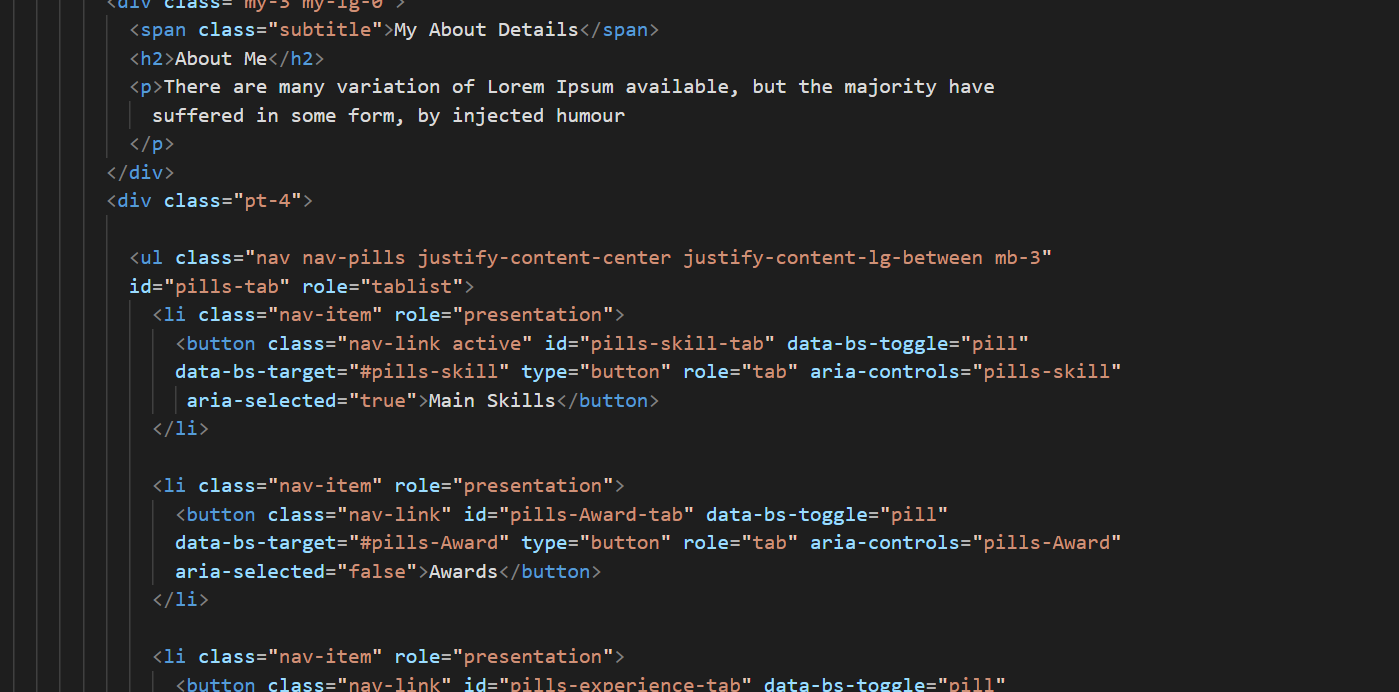 <div class="my-3 my-lg-0">
<span class="subtitle">My About Details</span>
<h2>About Me</h2>
<p>There are many variation of Lorem Ipsum available, but the majority have
suffered in some form, by injected humour
</p>
</div>
<div class="pt-4">
<ul class="nav nav-pills justify-content-center justify-content-lg-between mb-3"
id="pills-tab" role="tablist">
<li class="nav-item" role="presentation">
<button class="nav-link active" id="pills-skill-tab" data-bs-toggle="pill"
data-bs-target="#pills-skill" type="button" role="tab" aria-controls="pills-skill"
aria-selected="true">Main Skills</button>
</li>
<li class="nav-item" role="presentation">
<button class="nav-link" id="pills-Award-tab" data-bs-toggle="pill"
data-bs-target="#pills-Award" type="button" role="tab" aria-controls="pills-Award"
aria-selected="false">Awards</button>
</li>
<li class="nav-item" role="presentation">
<button class="nav-link" id="pills-experience-tab" data-bs-toggle="pill"